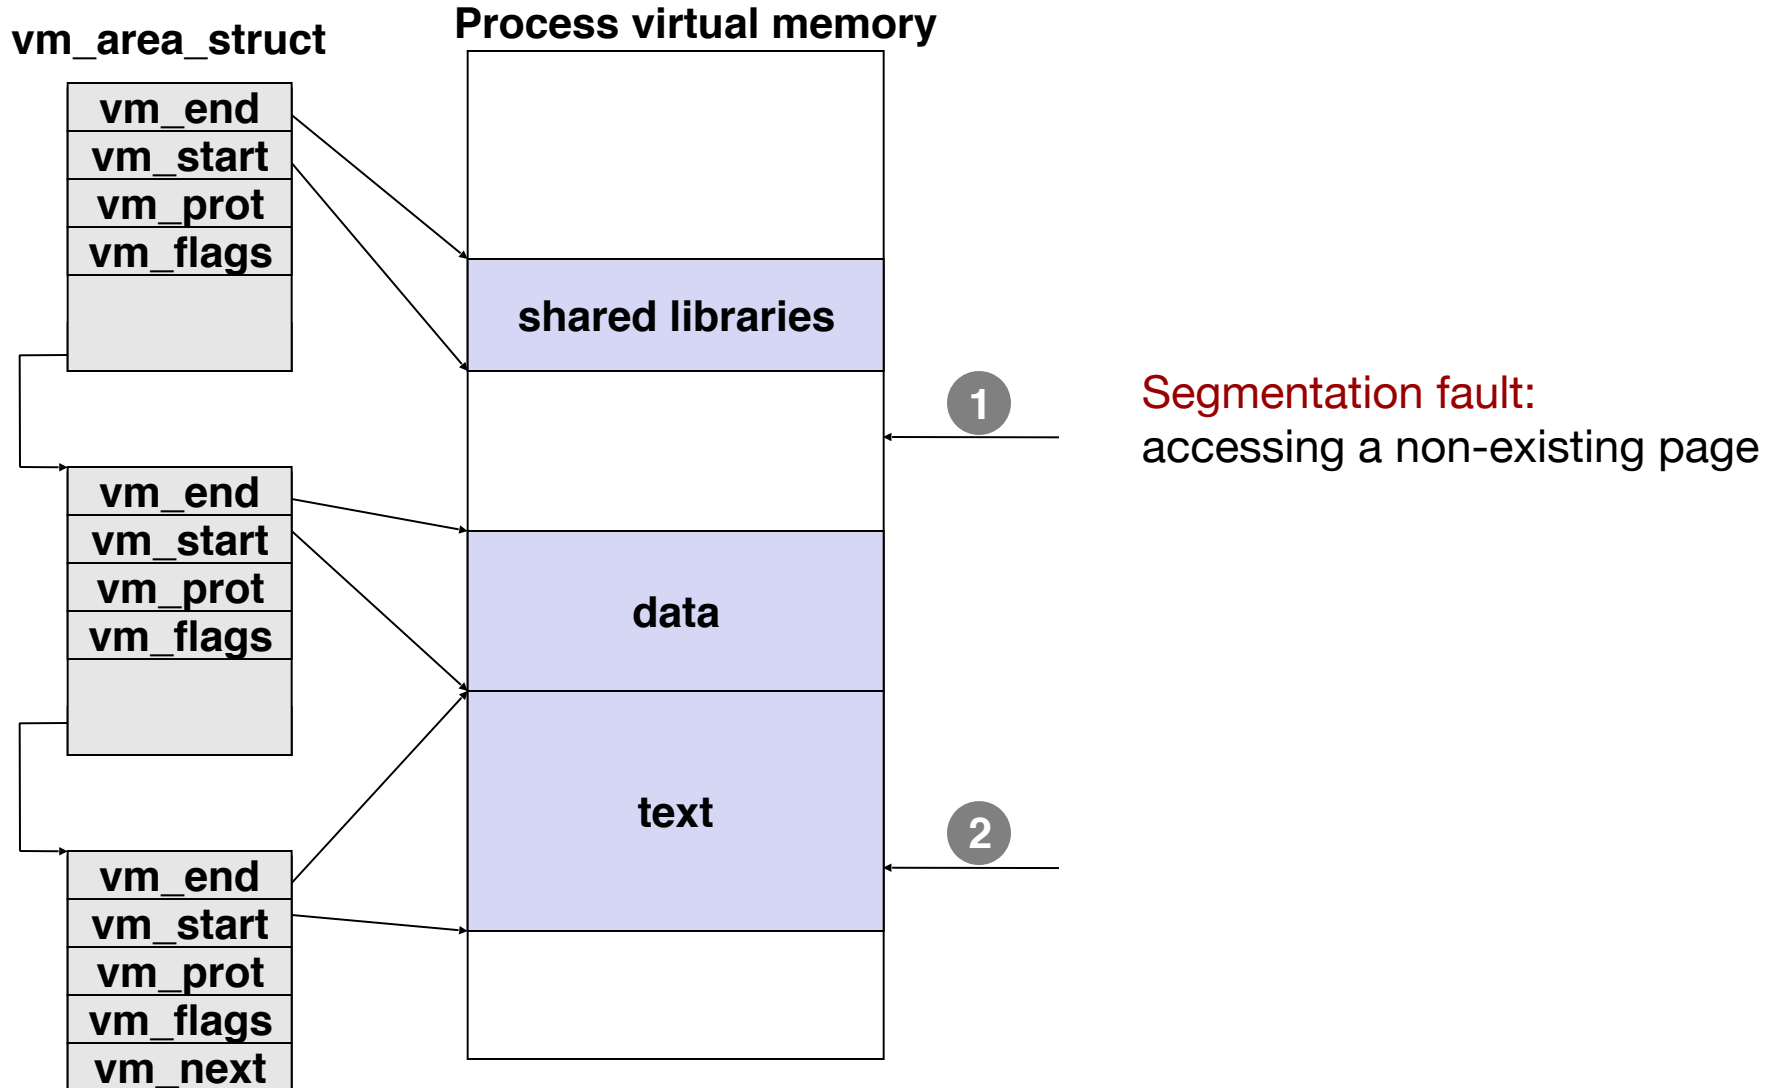 vm_area_struct
Process virtual memory
vm_end
vm_start
vm_prot
vm_flags
shared libraries
1
Segmentation fault:
accessing a non-existing page
vm_end
vm_start
vm_prot
vm_flags
data
text
2
vm_end
vm_start
vm_prot
vm_flags
vm_next